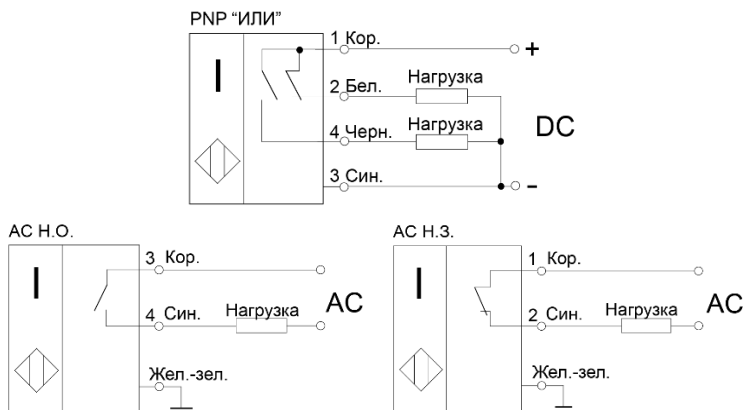 PNP “ИЛИ”
1 Кор.
+
2 Бел.
Нагрузка
4 Черн.
Нагрузка
DC
3 Син.
-
AC Н.О.
3 Кор.
4 Син.
Нагрузка
AC
Жел.-зел.
AC Н.З.
1 Кор.
2 Син.
Нагрузка
AC
Жел.-зел.